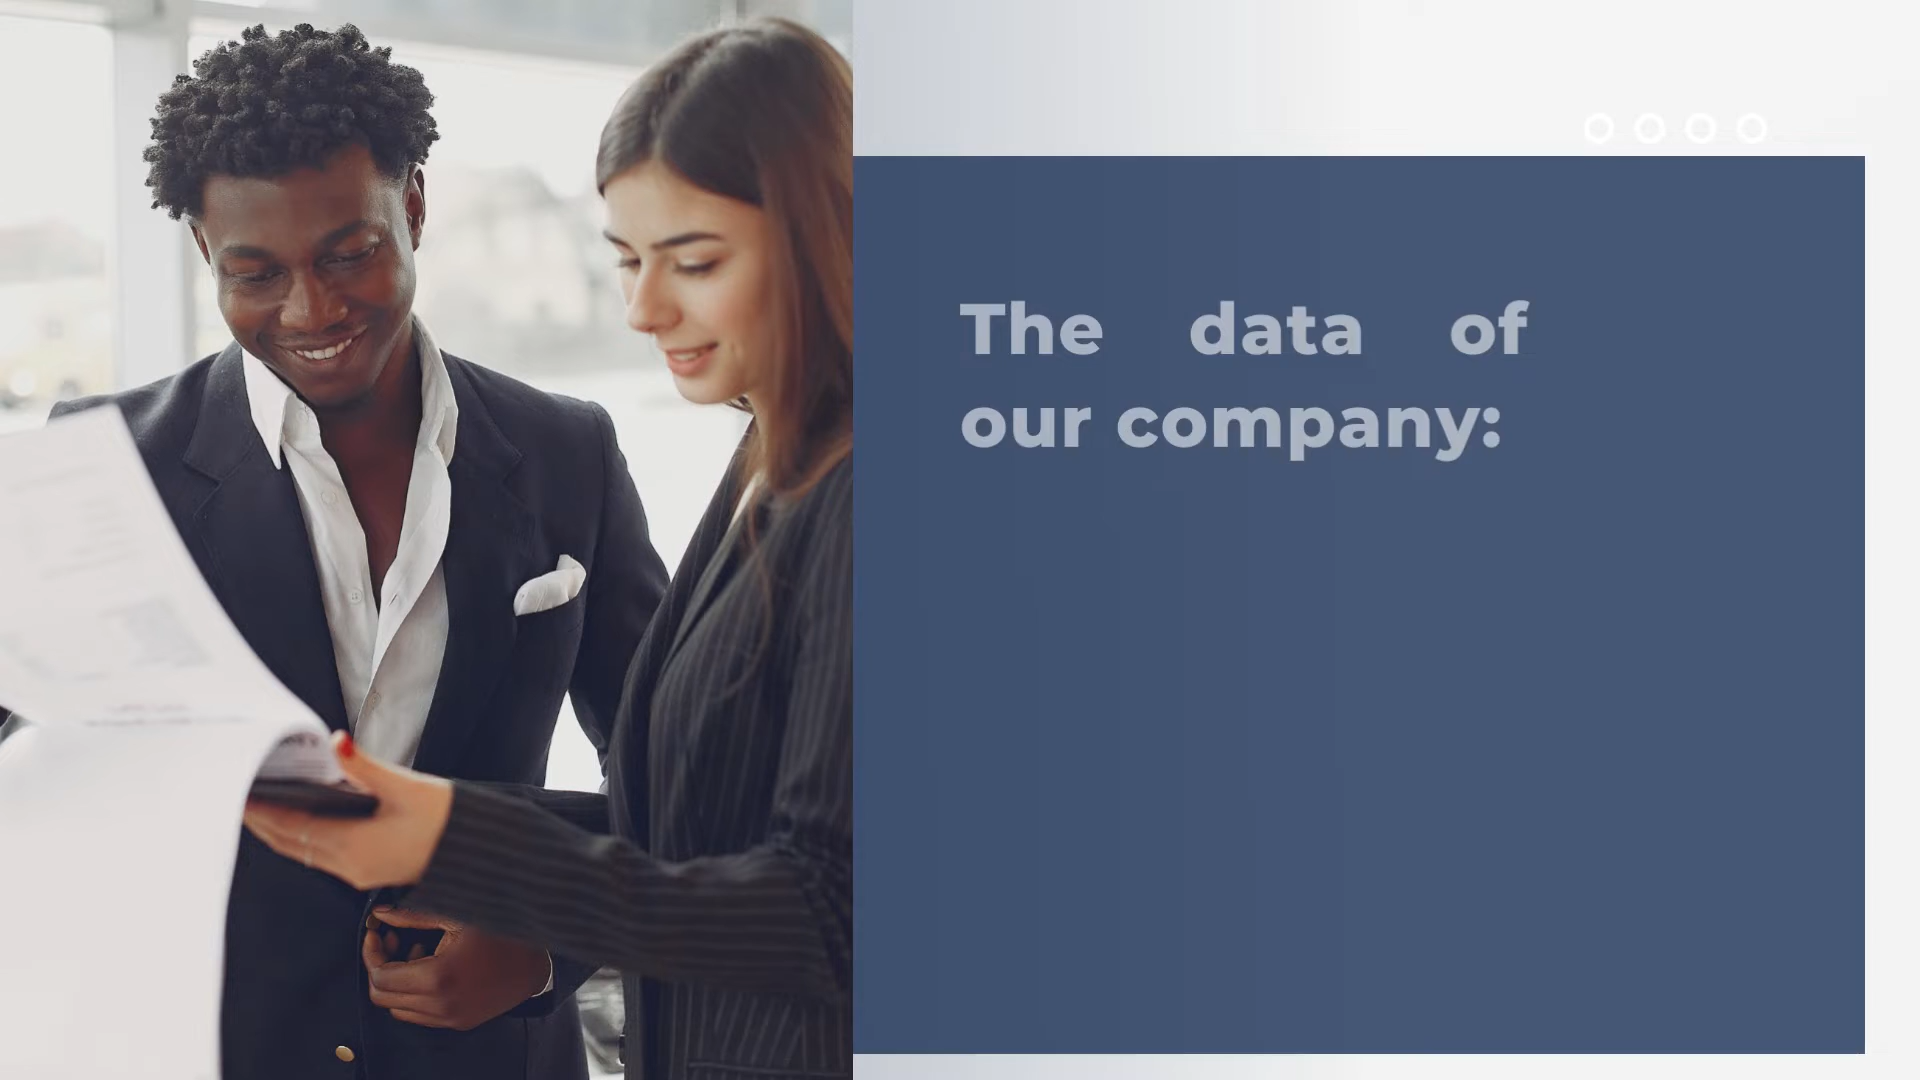 The data of
our company: